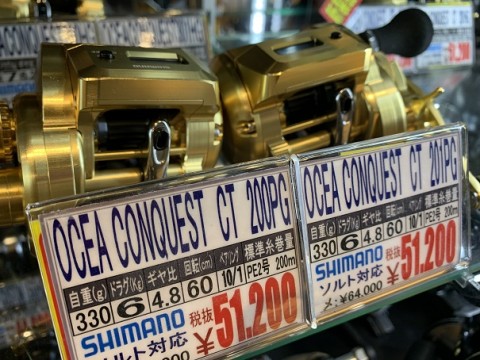 OCEA CONQUEST CT 200PG
自重(g) ドラグ(K) ギヤ比 回転(cm) ベアリング 標準糸巻量
330 6 4.8 60 10/1 PE2号 200m
SHIMANO
ソルト対応
税抜 ¥51.200
OCEA CONQUEST CT 201PG
自重(g) ドラグ(K) ギヤ比 回転(cm) ベアリング 標準糸巻量
330 6 4.8 60 10/1 PE2号 200m
SHIMANO
ソルト対応
税抜 ¥51.200
メ:¥64,000